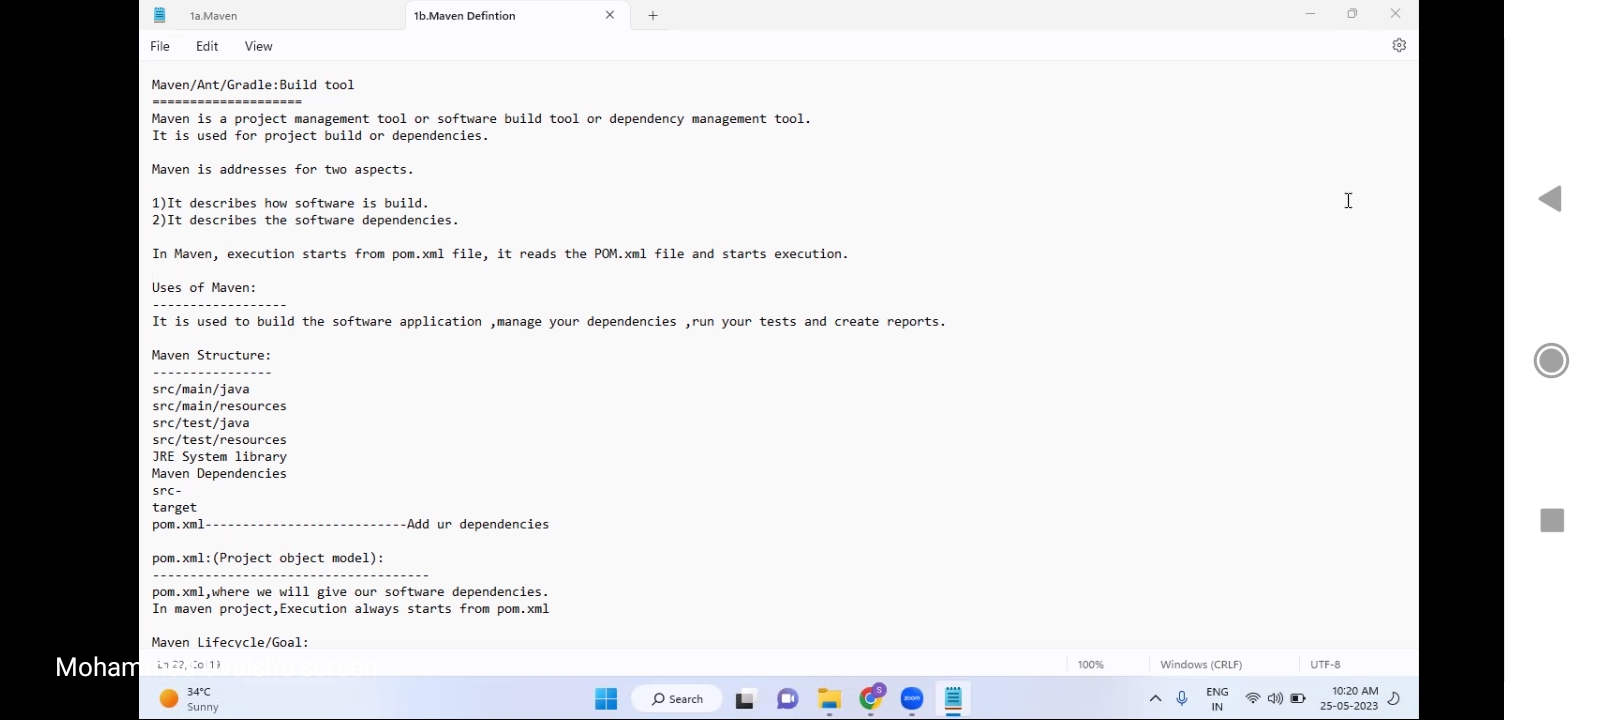 1a.Maven
1b.Maven Defintion
File Edit View
Maven/Ant/Gradle:Build tool
====================
Maven is a project management tool or software build tool or dependency management tool.
It is used for project build or dependencies.
Maven is addresses for two aspects.
1)It describes how software is build.
2)It describes the software dependencies.
In Maven, execution starts from pom.xml file, it reads the POM.xml file and starts execution.
Uses of Maven:
------------------
It is used to build the software application ,manage your dependencies ,run your tests and create reports.
Maven Structure:
----------------
src/main/java
src/main/resources
src/test/java
src/test/resources
JRE System library
Maven Dependencies
src-
target
pom.xml---------------------------Add ur dependencies
pom.xml:(Project object model):
-------------------------------------
pom.xml,where we will give our software dependencies.
In maven project,Execution always starts from pom.xml
Maven Lifecycle/Goal:
Ln 22, Col 19 100% Windows (CRLF) UTF-8
34°C
Sunny
Search
zoom
S
ENG
IN
10:20 AM
25-05-2023